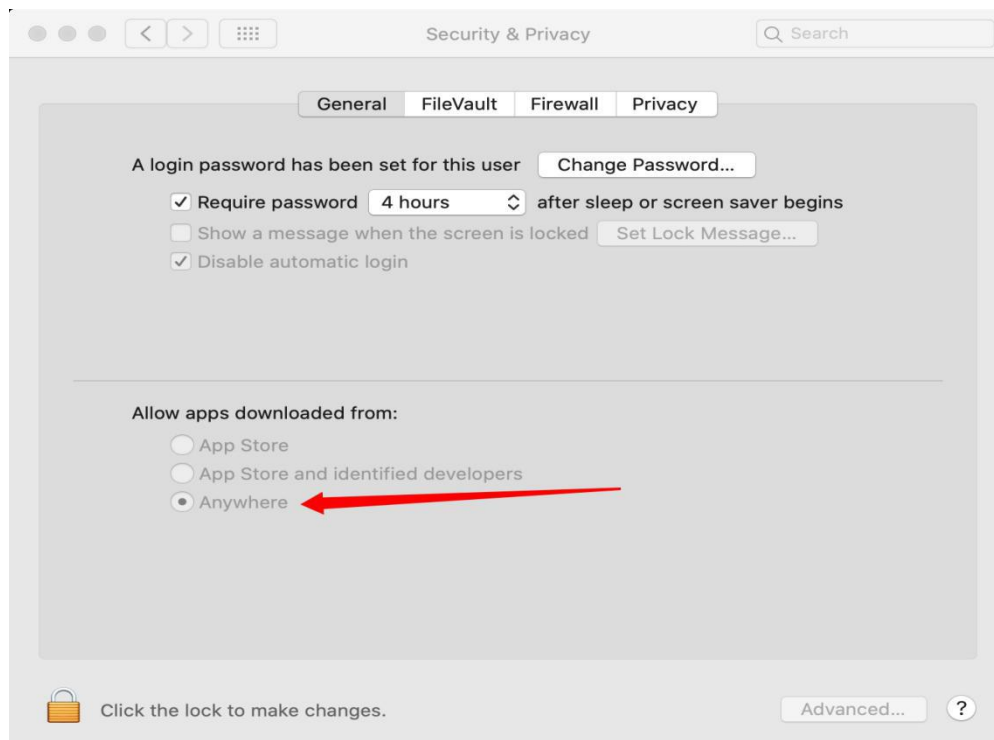 Security & Privacy
Search
General FileVault Firewall Privacy
A login password has been set for this user Change Password...
Require password 4 hours after sleep or screen saver begins
Show a message when the screen is locked Set Lock Message...
Disable automatic login
Allow apps downloaded from:
App Store
App Store and identified developers
Anywhere
Click the lock to make changes.
Advanced... ?